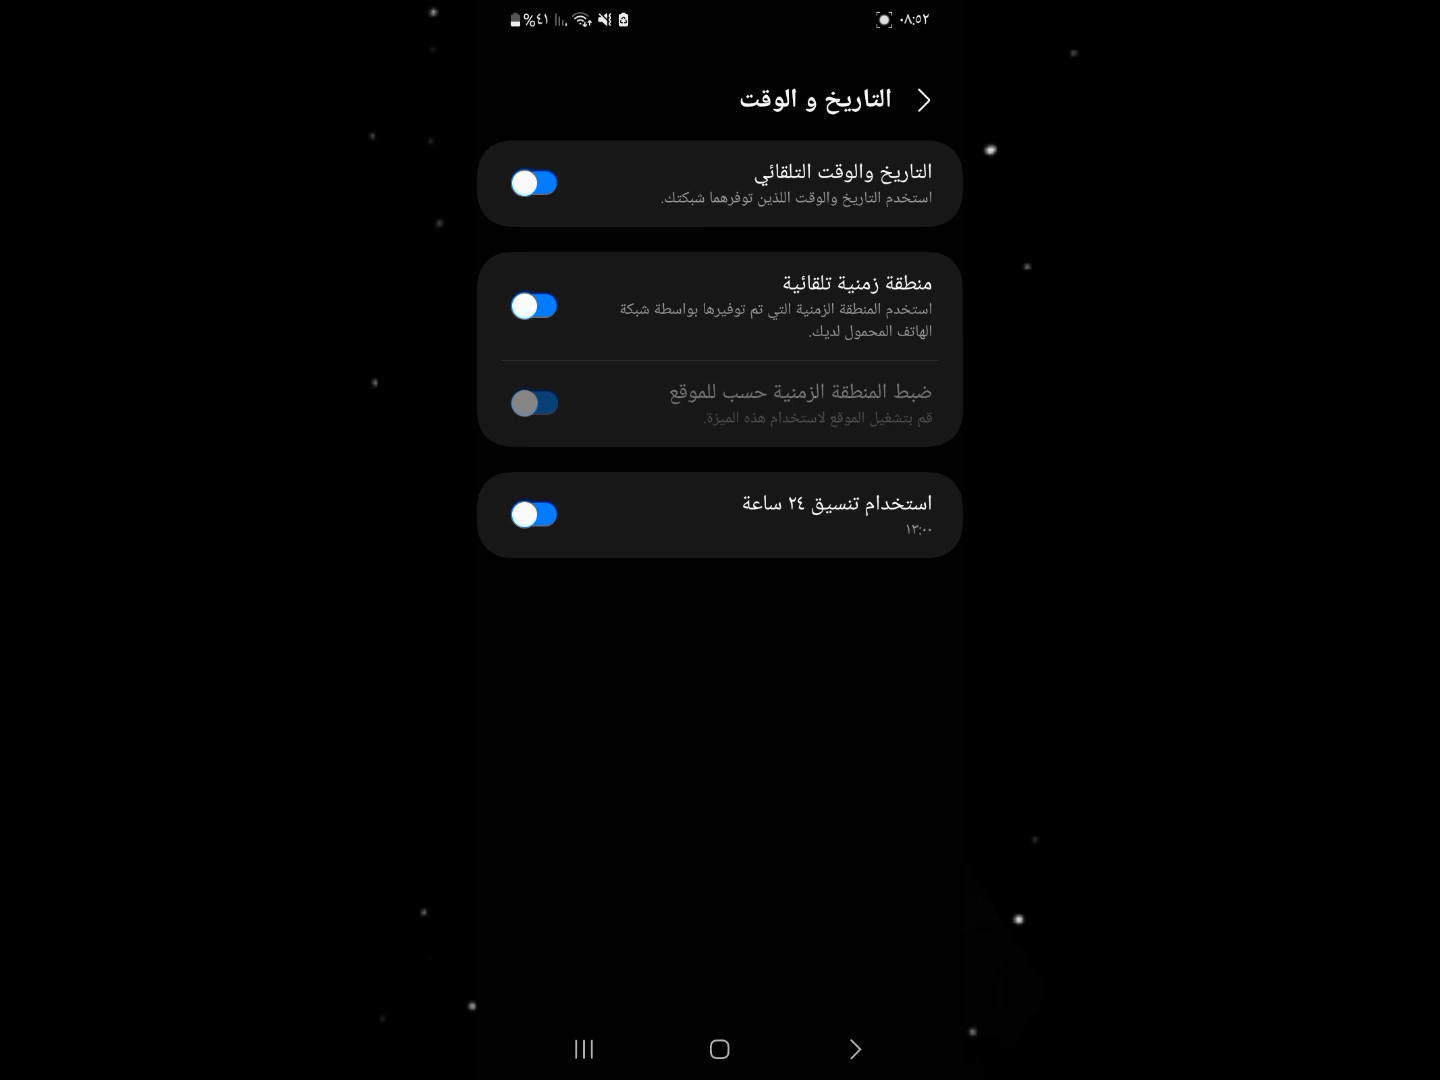 ٠٨:٥٢
٪٤١
التاريخ و الوقت
التاريخ والوقت التلقائي
استخدم التاريخ والوقت اللذين توفرهما شبكتك.
منطقة زمنية تلقائية
استخدم المنطقة الزمنية التي تم توفيرها بواسطة شبكة
الهاتف المحمول لديك.
ضبط المنطقة الزمنية حسب للموقع
قم بتشغيل الموقع لاستخدام هذه الميزة.
استخدام تنسيق ٢٤ ساعة
١٣:٠٠